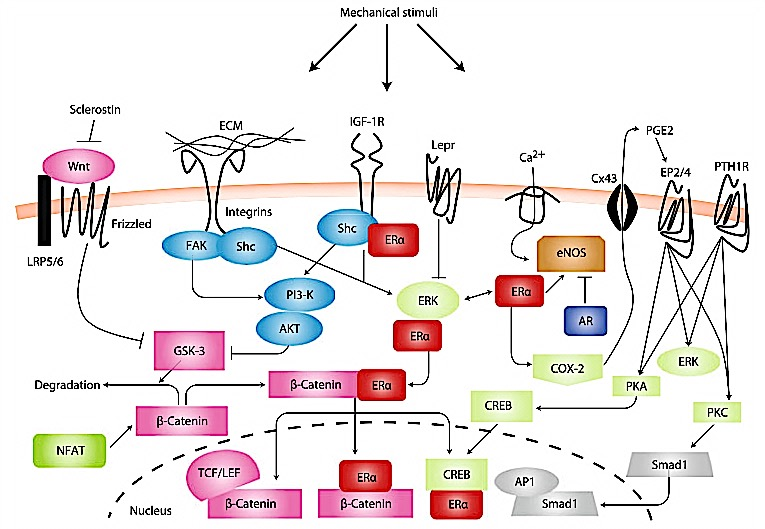 Mechanical stimuli
Sclerostin
Wnt
LRP5/6
Frizzled
ECM
Integrins
FAK
Shc
IGF-1R
Shc
ERα
Lepr
Ca2+
Cx43
PGE2
EP2/4
PTH1R
eNOS
PI3-K
AKT
ERK
ERα
ERα
AR
COX-2
ERK
PKA
PKC
GSK-3
Degradation
β-Catenin
NFAT
β-Catenin
ERα
CREB
Smad1
TCF/LEF
β-Catenin
ERα
β-Catenin
CREB
ERα
AP1
Smad1
Nucleus